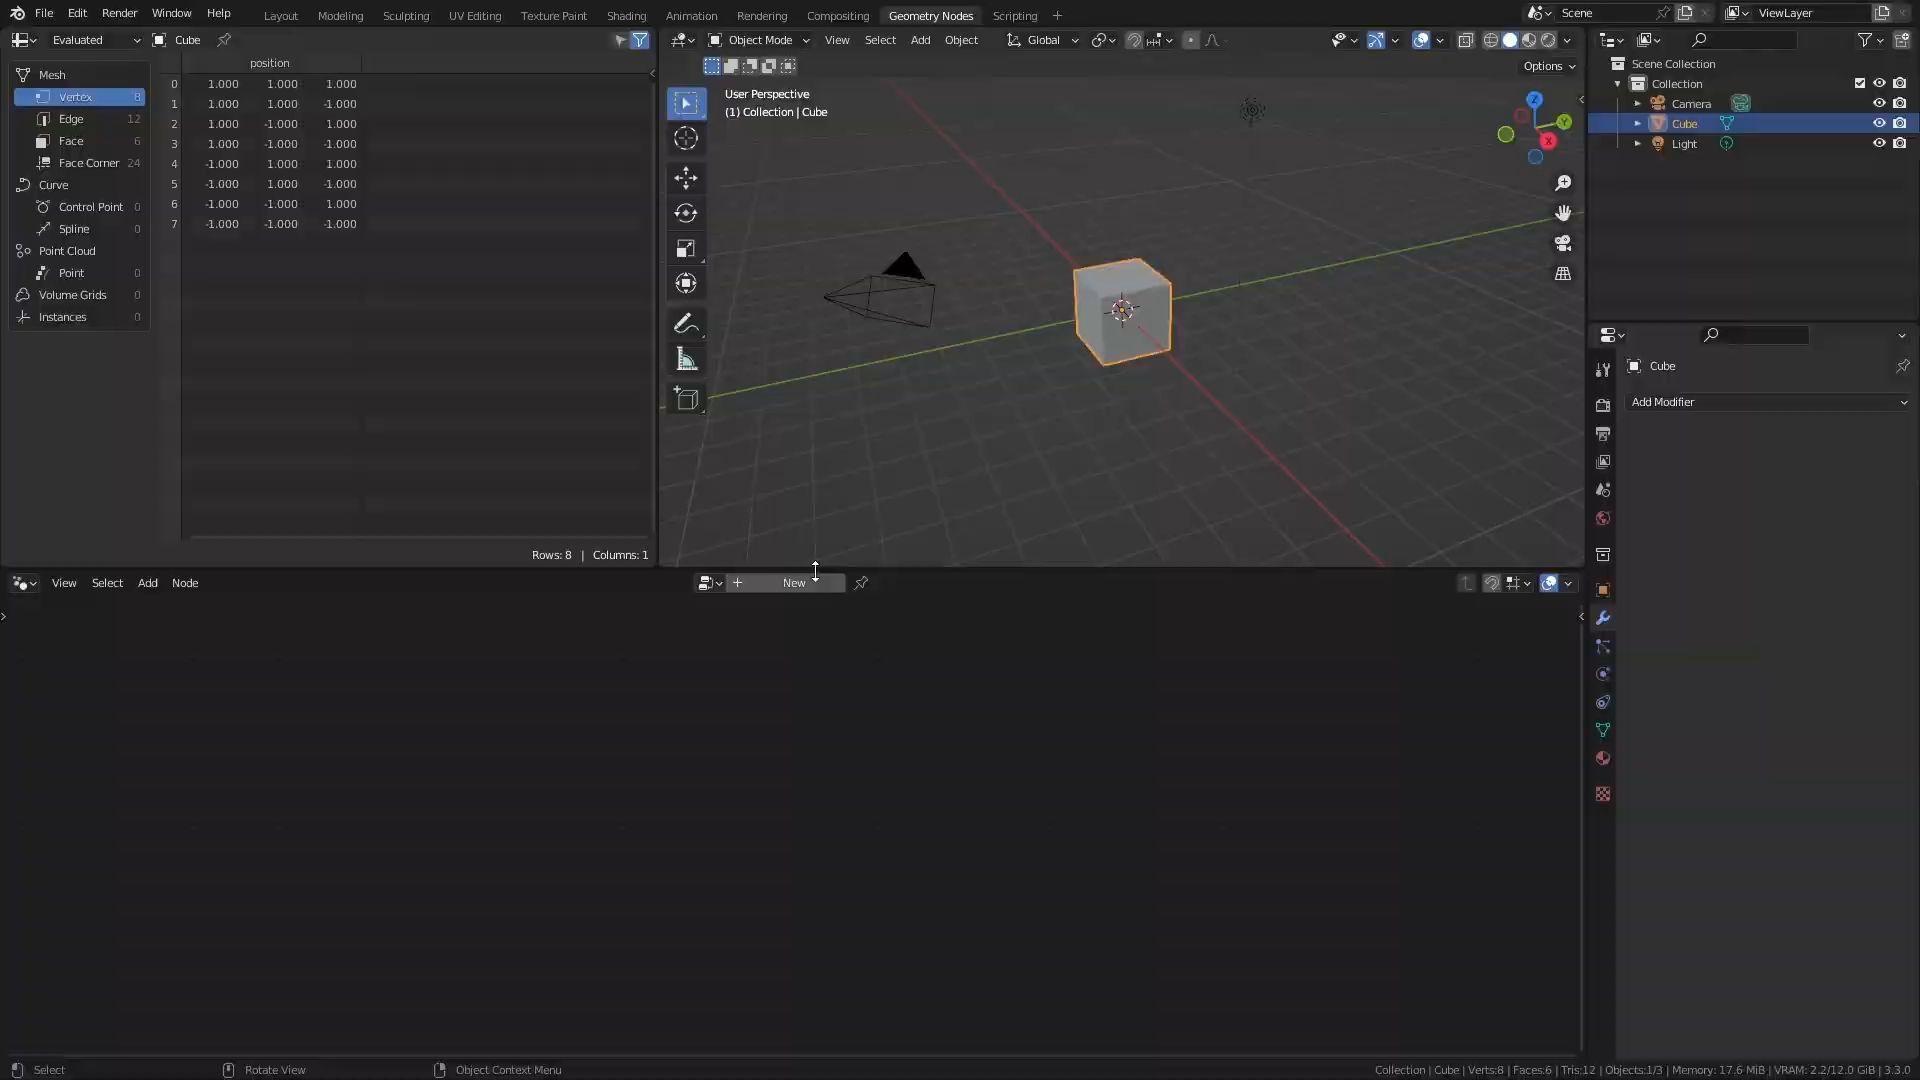 File Edit Render Window Help
Layout Modeling Sculpting UV Editing Texture Paint Shading Animation Rendering Compositing Geometry Nodes Scripting +
Scene
ViewLayer
Evaluated Cube
position
Mesh
Vertex 8
Edge 12
Face 6
Face Corner 24
Curve
Control Point 0
Spline 0
Point Cloud
Point 0
Volume Grids 0
Instances 0
0 1.000 1.000 1.000
1 1.000 1.000 -1.000
2 1.000 -1.000 1.000
3 1.000 -1.000 -1.000
4 -1.000 1.000 1.000
5 -1.000 1.000 -1.000
6 -1.000 -1.000 1.000
7 -1.000 -1.000 -1.000
Rows: 8 | Columns: 1
Object Mode View Select Add Object Global
Options
User Perspective
(1) Collection | Cube
Z
Y
X
Scene Collection
Collection
Camera
Cube
Light
Cube
Add Modifier
View Select Add Node
+ New
Select
Rotate View
Object Context Menu
Collection | Cube | Verts:8 | Faces:6 | Tris:12 | Objects:1/3 | Memory: 17.6 MiB | VRAM: 2.2/12.0 GiB | 3.3.0